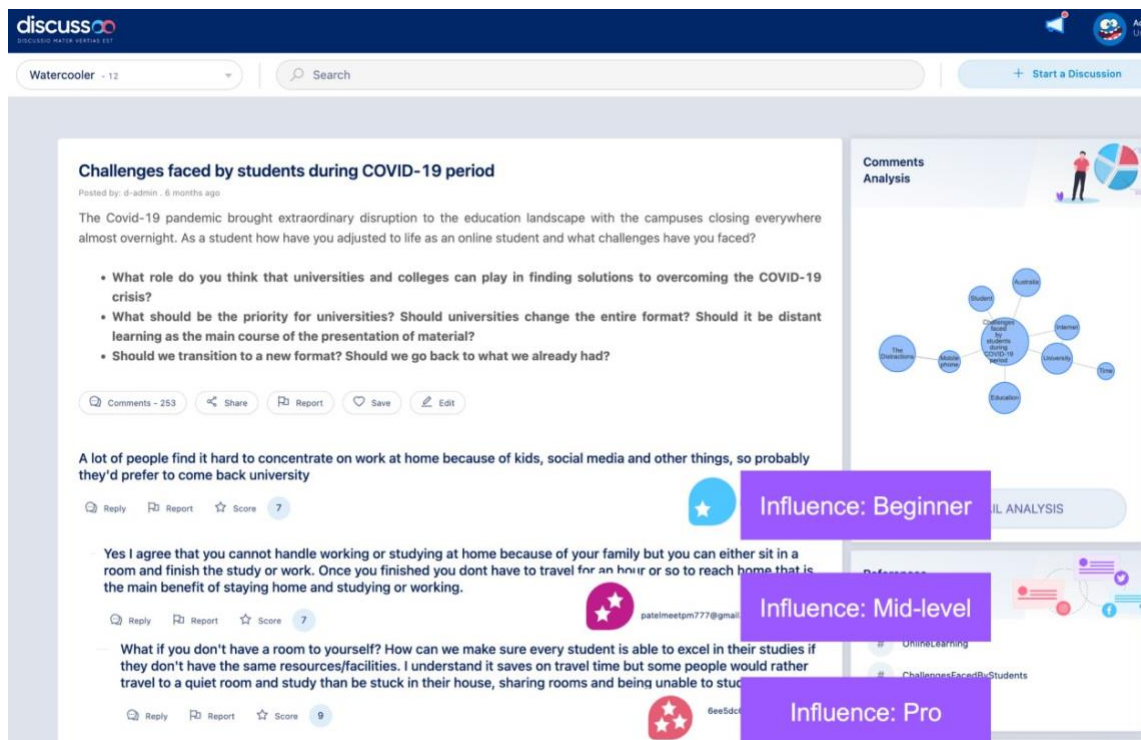 discussoo
DISCUSSIO MATER VERTIAS EST
Watercooler - 12
Search
+ Start a Discussion
Challenges faced by students during COVID-19 period
Posted by: d-admin . 6 months ago
The Covid-19 pandemic brought extraordinary disruption to the education landscape with the campuses closing everywhere
almost overnight. As a student how have you adjusted to life as an online student and what challenges have you faced?
• What role do you think that universities and colleges can play in finding solutions to overcoming the COVID-19
crisis?
• What should be the priority for universities? Should universities change the entire format? Should it be distant
learning as the main course of the presentation of material?
• Should we transition to a new format? Should we go back to what we already had?
Comments - 253
Share
Report
Save
Edit
A lot of people find it hard to concentrate on work at home because of kids, social media and other things, so probably
they'd prefer to come back university
Reply
Report
Score
7
Influence: Beginner
Yes I agree that you cannot handle working or studying at home because of your family but you can either sit in a
room and finish the study or work. Once you finished you dont have to travel for an hour or so to reach home that is
the main benefit of staying home and studying or working.
Reply
Report
Score
7
patelmeetpm777@gmail
Influence: Mid-level
What if you don't have a room to yourself? How can we make sure every student is able to excel in their studies if
they don't have the same resources/facilities. I understand it saves on travel time but some people would rather
travel to a quiet room and study than be stuck in their house, sharing rooms and being unable to
Reply
Report
Score
9
Influence: Pro
Comments
Analysis
Australia
Student
Challenges
faced
by
students
during
COVID-19
period
Internet
The
Distractions
Mobile
phone
University
Time
Education
ANALYSIS
# OnlineLearning
# ChallengesFacedByStudents